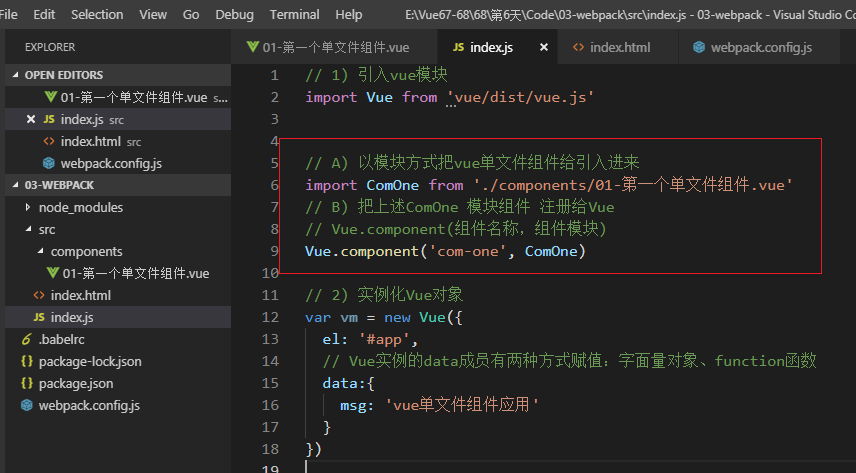 File Edit Selection View Go Debug Terminal Help E:\Vue67-68\68\第6天\Code\03-webpack\src\index.js - 03-webpack - Visual Studio Co
EXPLORER
OPEN EDITORS
01-第一个单文件组件.vue s...
index.js src
index.html src
webpack.config.js
03-WEBPACK
node_modules
src
components
01-第一个单文件组件.vue
index.html
index.js
.babelrc
package-lock.json
package.json
webpack.config.js
01-第一个单文件组件.vue index.js index.html webpack.config.js
1 // 1) 引入vue模块
2 import Vue from 'vue/dist/vue.js'
3
4
5 // A) 以模块方式把vue单文件组件给引入进来
6 import ComOne from './components/01-第一个单文件组件.vue'
7 // B) 把上述ComOne 模块组件 注册给Vue
8 // Vue.component(组件名称，组件模块)
9 Vue.component('com-one', ComOne)
10
11 // 2) 实例化Vue对象
12 var vm = new Vue({
13 el: '#app',
14 // Vue实例的data成员有两种方式赋值：字面量对象、function函数
15 data:{
16 msg: 'vue单文件组件应用'
17 }
18 })
19